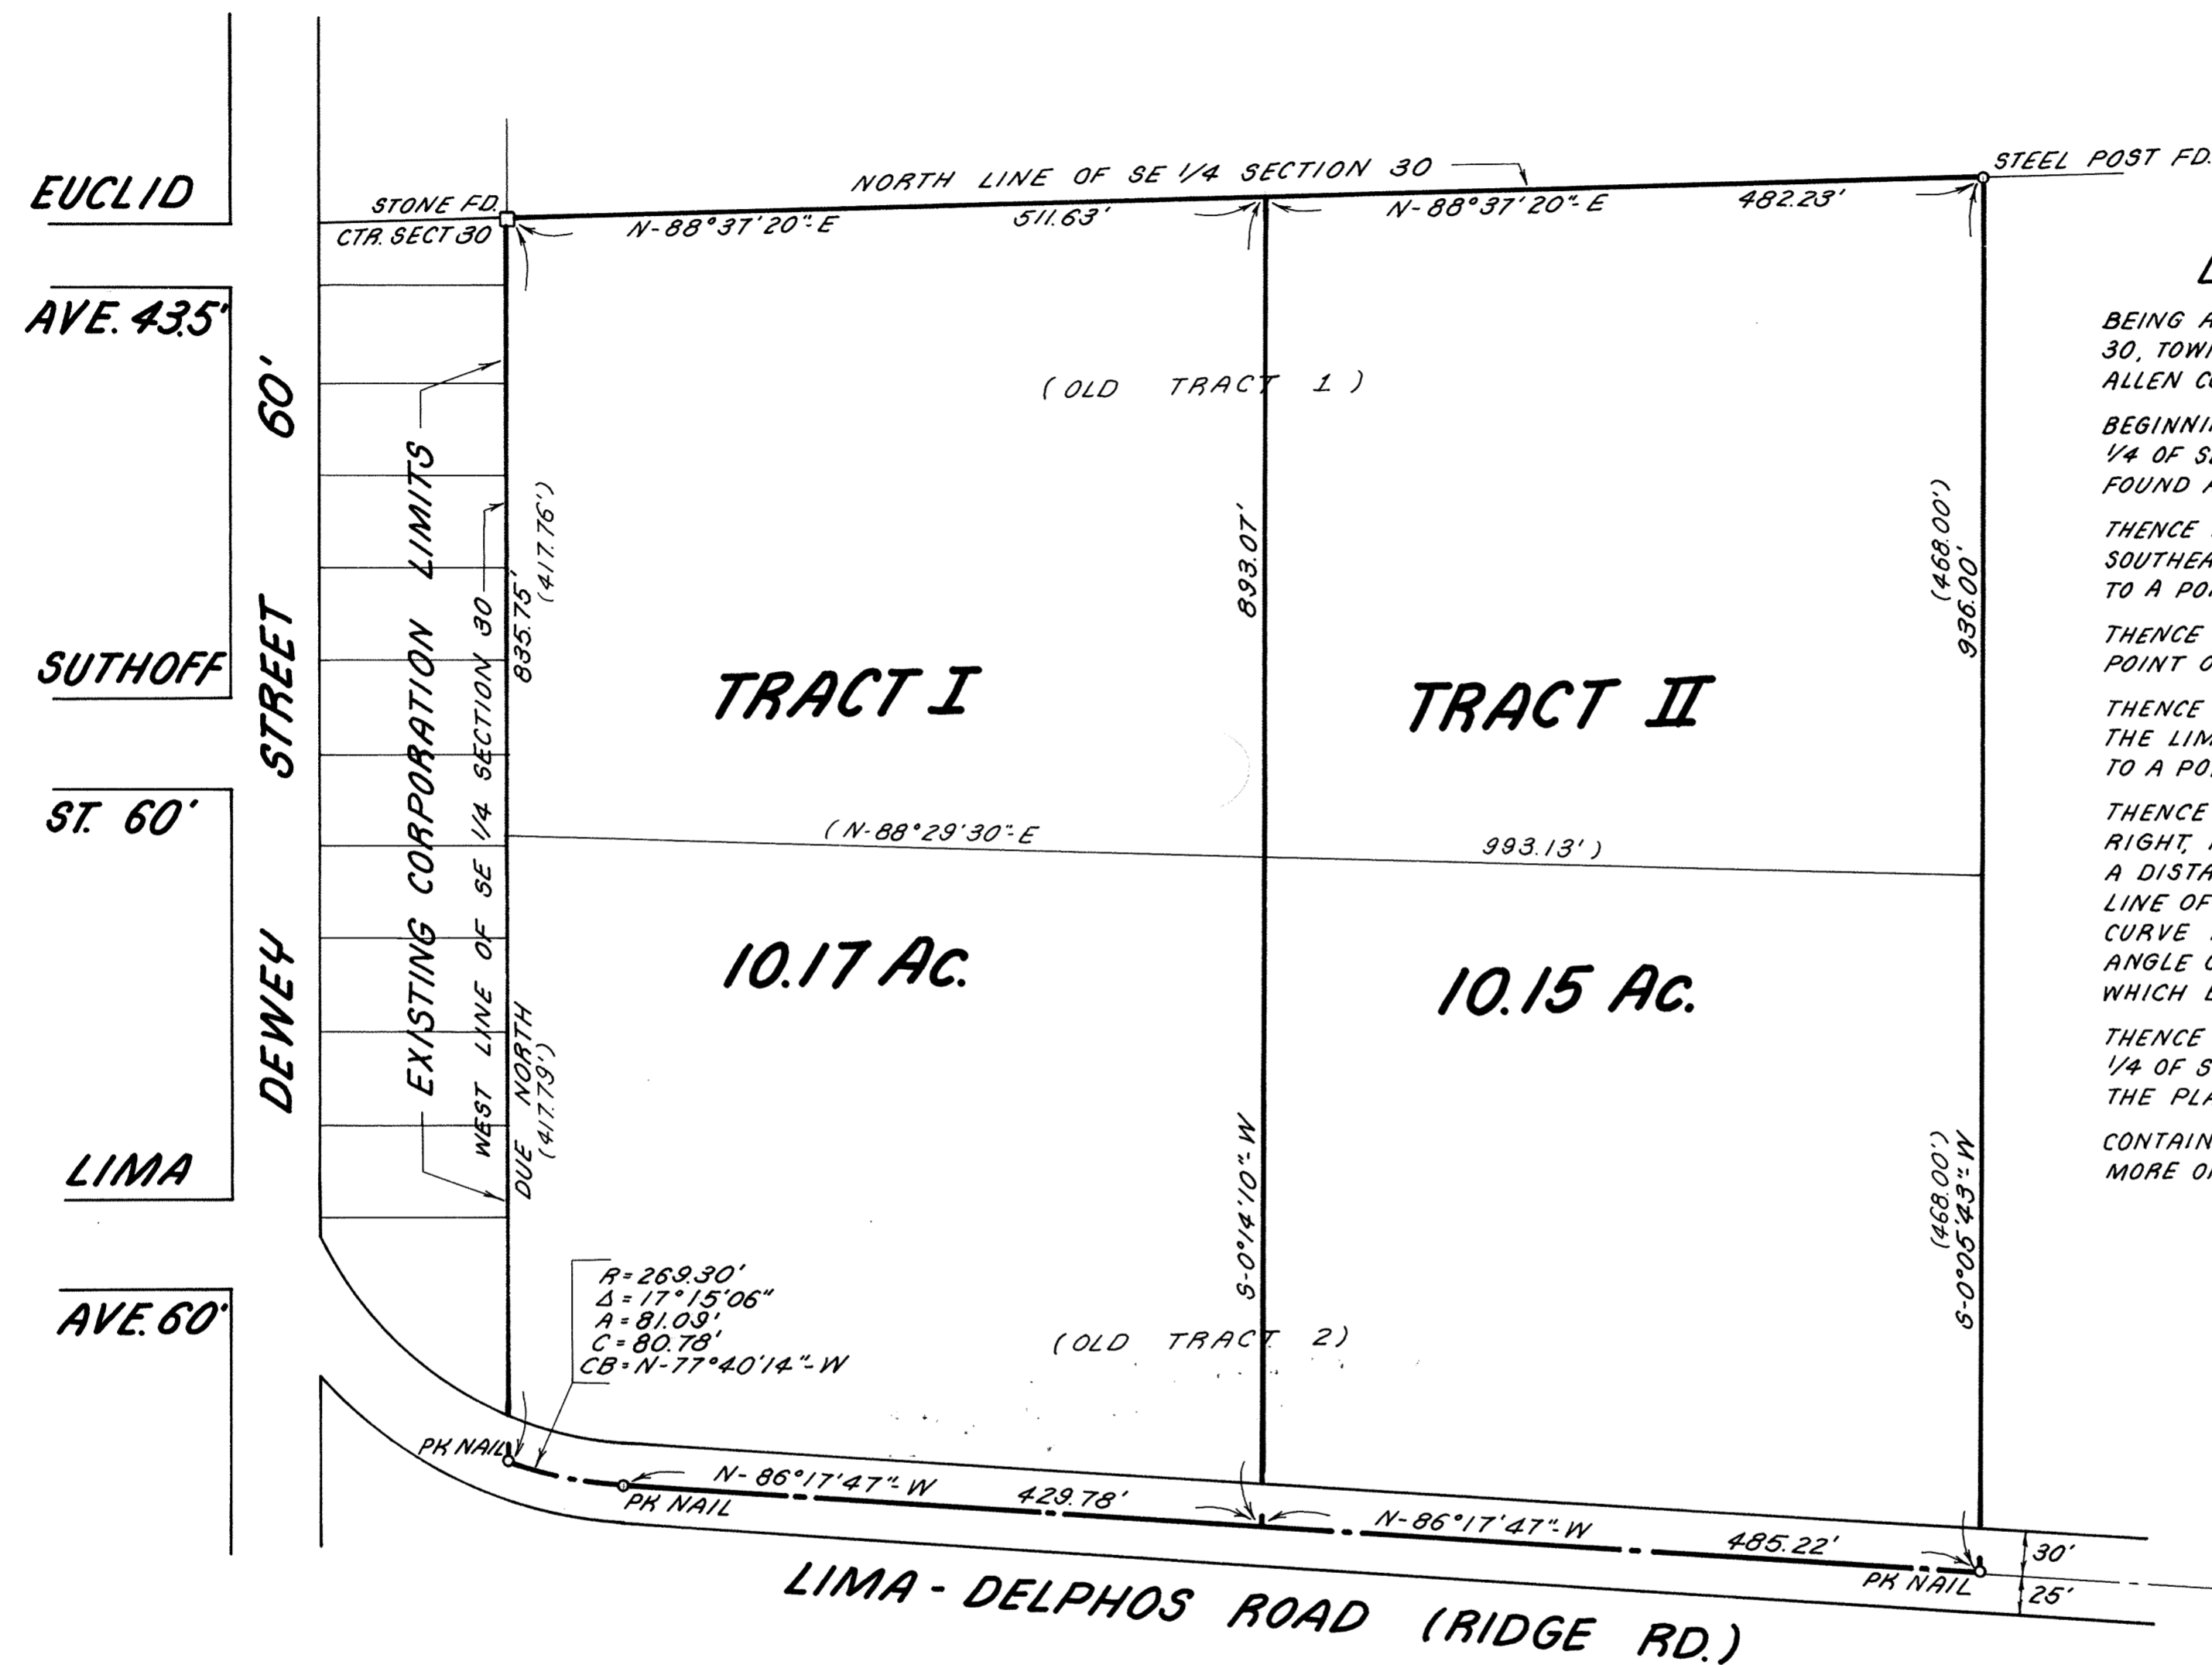 EUCLID
AVE. 43.5'
SUTHOFF
ST. 60'
LIMA
AVE. 60'
DEWEY STREET 60'
STONE FD.
CTR. SECT 30
NORTH LINE OF SE 1/4 SECTION 30
STEEL POST FD.
N-88°37'20"-E 511.63'
N-88°37'20"-E 482.23'
(OLD TRACT 1)
EXISTING CORPORATION LIMITS
WEST LINE OF SE 1/4 SECTION 30
835.75'
(417.76')
DUE NORTH
(417.79')
893.07'
S-0°14'10"-W
(468.00')
936.00'
(468.00')
S-0°05'43"-W
TRACT I
TRACT II
(N-88°29'30"-E 993.13')
10.17 AC.
10.15 AC.
R=269.30'
Δ=17°15'06"
A=81.09'
C=80.78'
CB=N-77°40'14"-W
(OLD TRACT 2)
PK NAIL
PK NAIL
N-86°17'47"-W 429.78'
N-86°17'47"-W 485.22'
PK NAIL
30'
25'
LIMA - DELPHOS ROAD (RIDGE RD.)
BEING A
30, TOWN
ALLEN CO
BEGINNI
1/4 OF SE
FOUND A
THENCE
SOUTHEA
TO A PO
THENCE
POINT O
THENCE
THE LIM
TO A PO
THENCE
RIGHT,
A DISTA
LINE OF
CURVE
ANGLE O
WHICH B
THENCE
1/4 OF S
THE PLA
CONTAIN
MORE OR